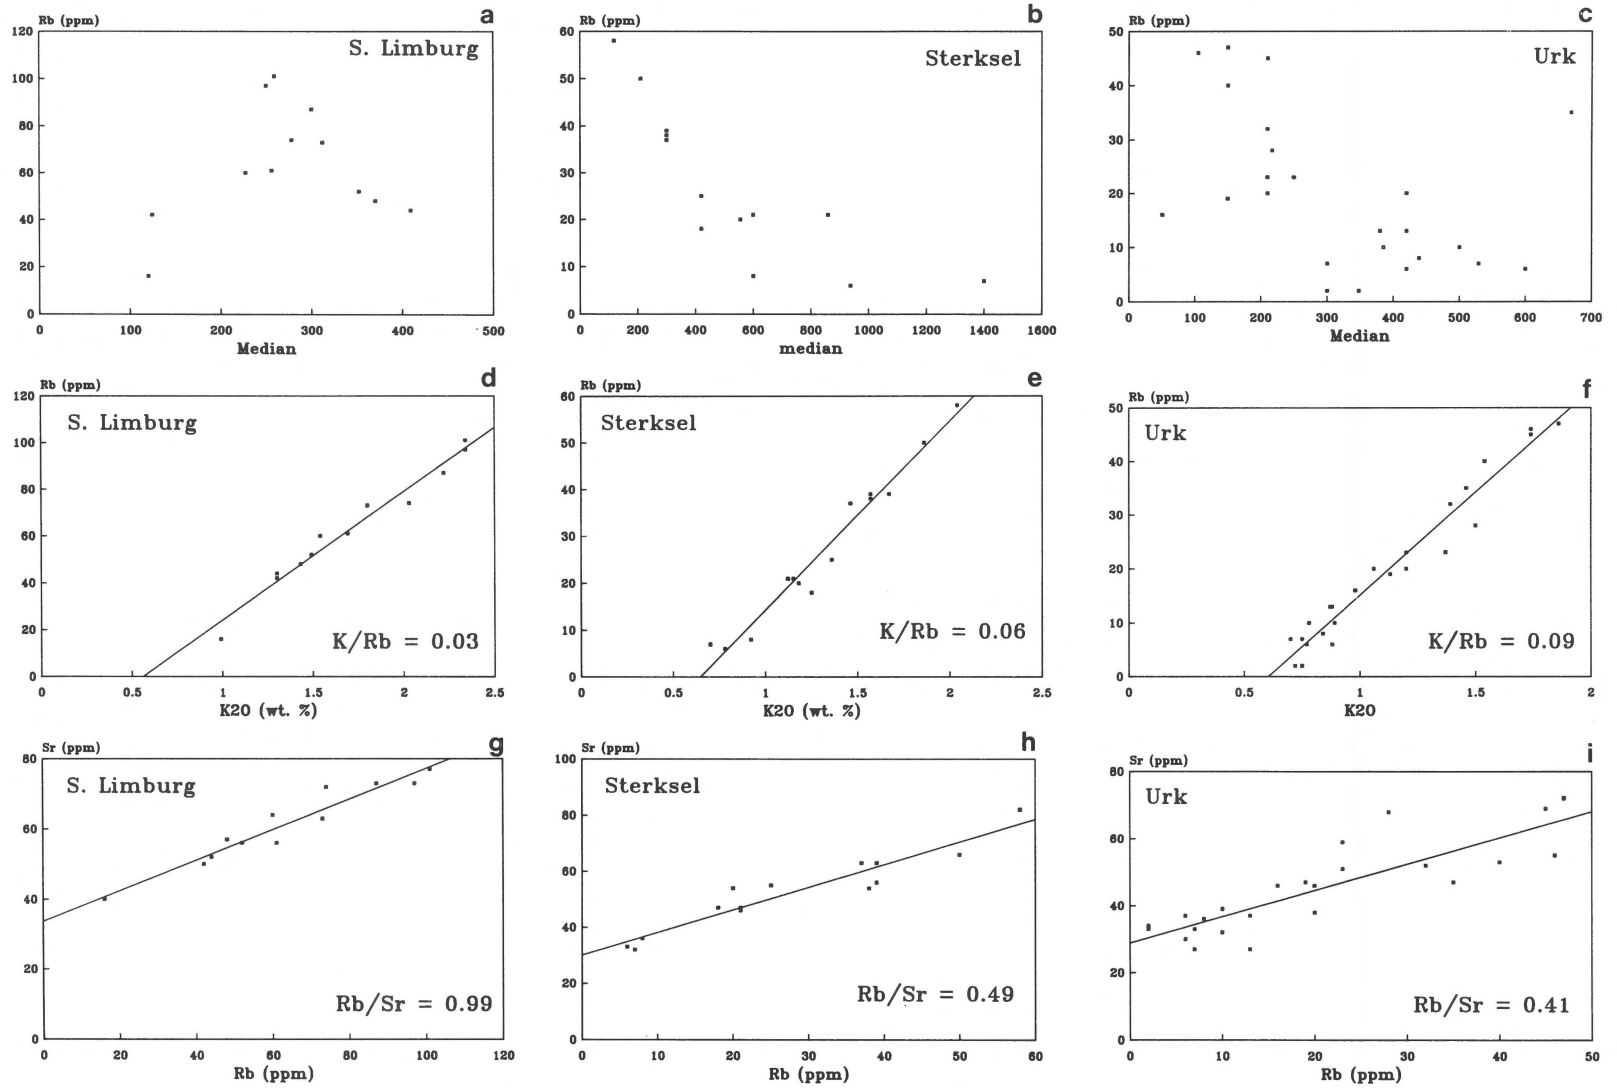 Rb (ppm)
a
S. Limburg
120
100
80
60
40
20
0
0 100 200 300 400 500
Median
Rb (ppm)
b
Sterksel
60
50
40
30
20
10
0
0 200 400 600 800 1000 1200 1400 1600
median
Rb (ppm)
c
Urk
50
40
30
20
10
0
0 100 200 300 400 500 600 700
Median
Rb (ppm)
d
S. Limburg
120
100
80
60
40
20
0
K/Rb = 0.03
0 0.5 1 1.5 2 2.5
K2O (wt. %)
Rb (ppm)
e
Sterksel
60
50
40
30
20
10
0
K/Rb = 0.06
0 0.5 1 1.5 2 2.5
K2O (wt. %)
Rb (ppm)
f
Urk
50
40
30
20
10
0
K/Rb = 0.09
0 0.5 1 1.5 2
K2O
Sr (ppm)
g
S. Limburg
80
60
40
20
0
Rb/Sr = 0.99
0 20 40 60 80 100 120
Rb (ppm)
Sr (ppm)
h
Sterksel
100
80
60
40
20
0
Rb/Sr = 0.49
0 10 20 30 40 50 60
Rb (ppm)
Sr (ppm)
i
Urk
80
60
40
20
0
Rb/Sr = 0.41
0 10 20 30 40 50
Rb (ppm)